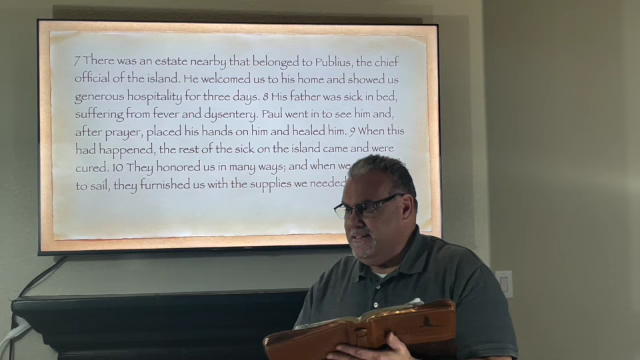 7 There was an estate nearby that belonged to Publius, the chief
official of the island. He welcomed us to his home and showed us
generous hospitality for three days. 8 His father was sick in bed,
suffering from fever and dysentery. Paul went in to see him and,
after prayer, placed his hands on him and healed him. 9 When this
had happened, the rest of the sick on the island came and were
cured. 10 They honored us in many ways; and when we
to sail, they furnished us with the supplies we needed